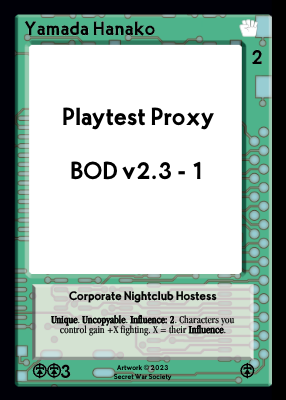 Yamada Hanako
2
Playtest Proxy
BOD v2.3 - 1
Corporate Nightclub Hostess
Unique. Uncopyable. Influence: 2. Characters you
control gain +X fighting. X = their Influence.
3
Artwork © 2023
Secret War Society